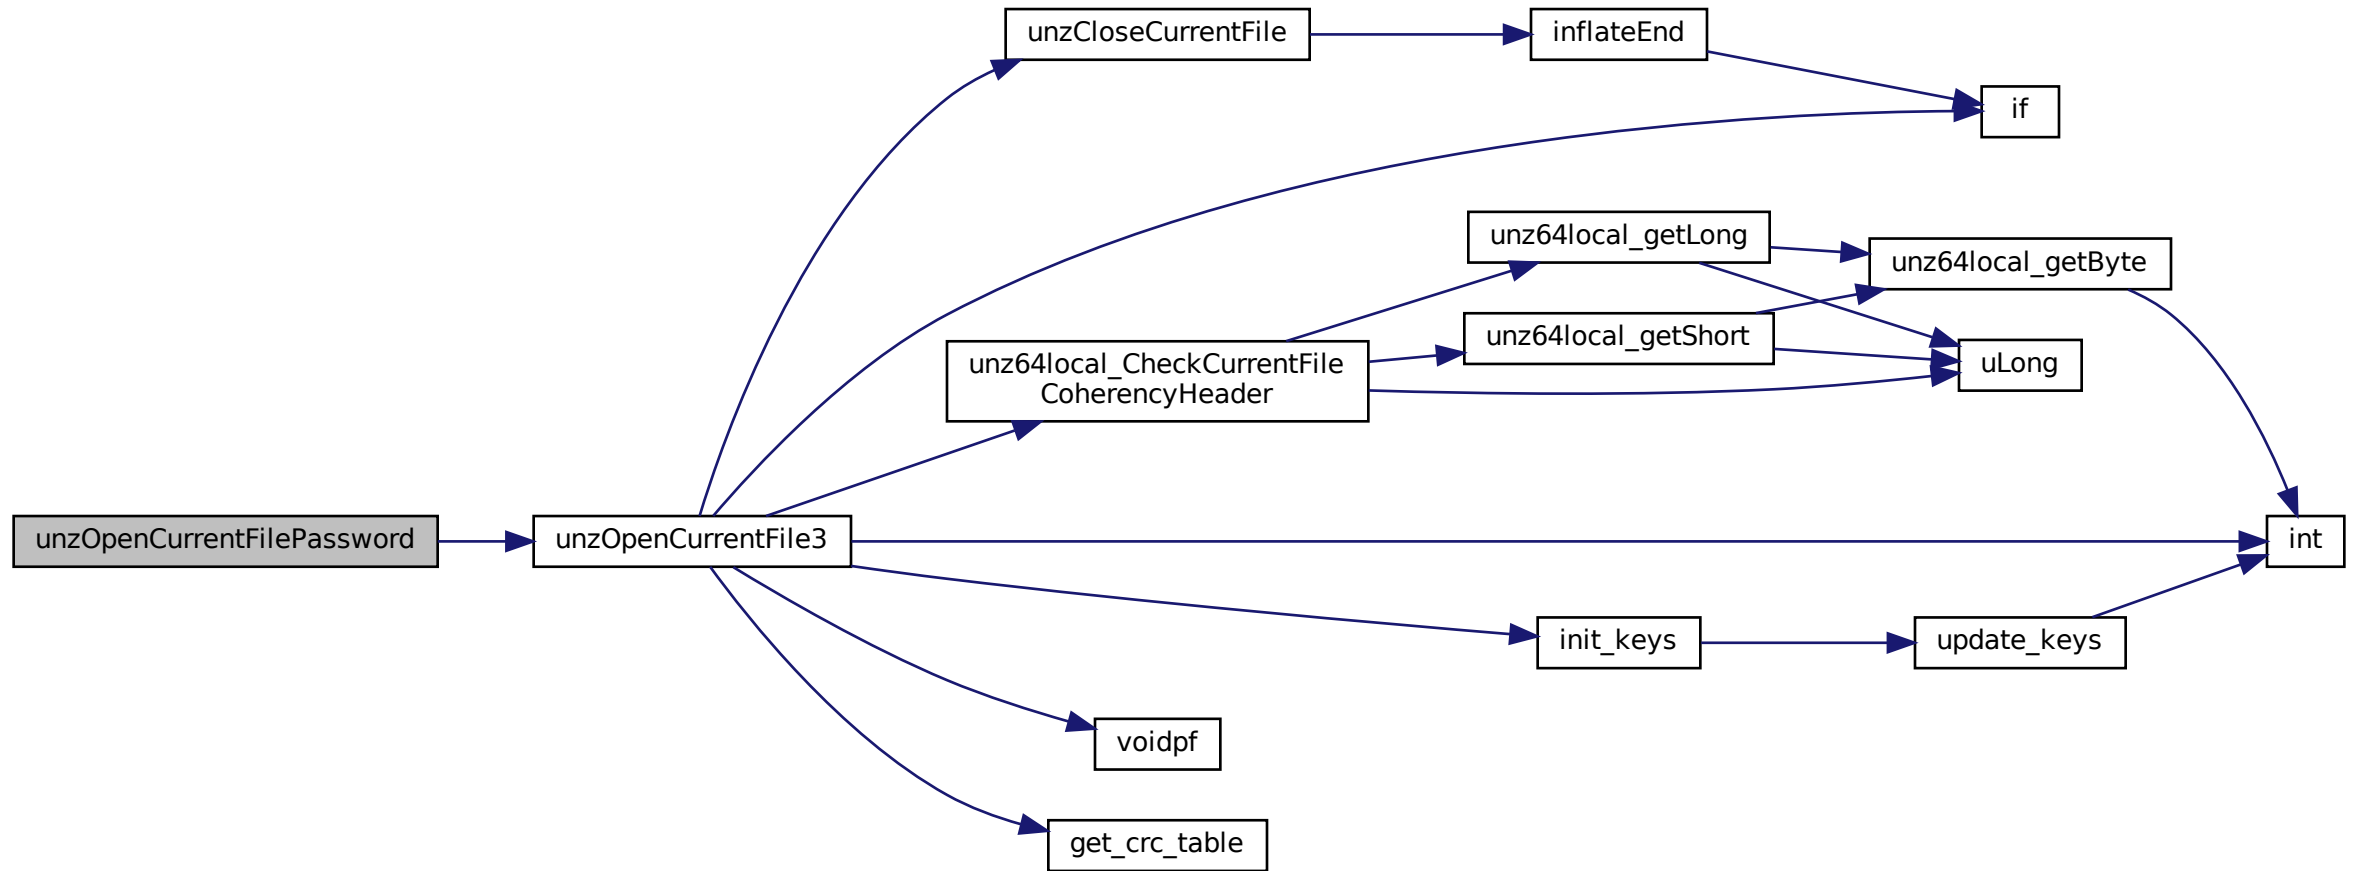 unzCloseCurrentFile
inflateEnd
if
unz64local_getLong
unz64local_getByte
unz64local_getShort
uLong
unz64local_CheckCurrentFile
CoherencyHeader
unzOpenCurrentFilePassword
unzOpenCurrentFile3
int
init_keys
update_keys
voidpf
get_crc_table